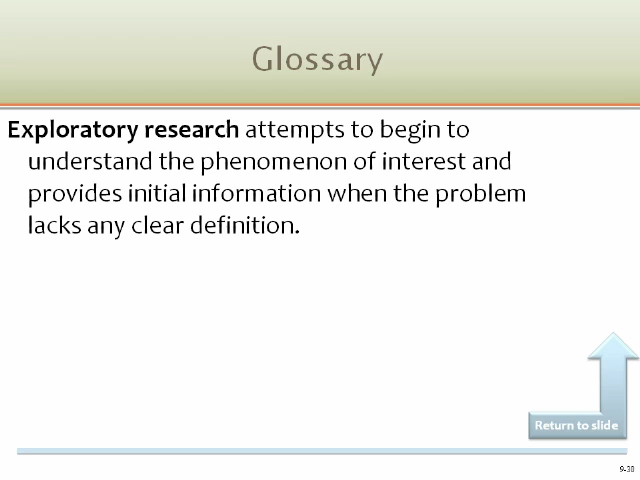 Glossary
Exploratory research attempts to begin to
understand the phenomenon of interest and
provides initial information when the problem
lacks any clear definition.
Return to slide
9-30